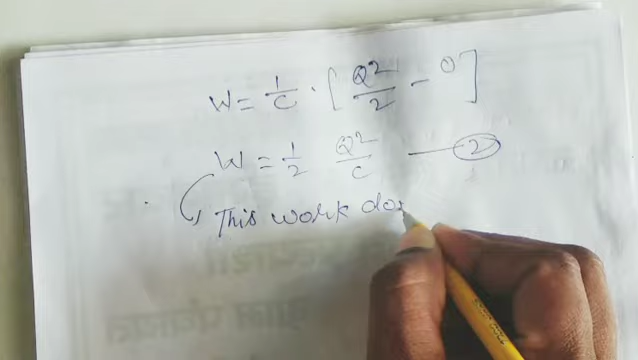 W = 1/C · [ Q²/2 - 0 ]
W = 1/2 Q²/C — 2
This work do